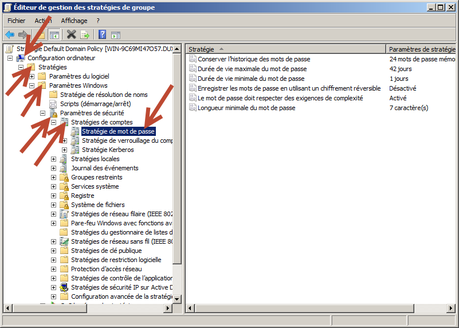 Éditeur de gestion des stratégies de groupe
Fichier Action Affichage ?
Stratégie Default Domain Policy [WIN-9C69M147OS7.DLO
Configuration ordinateur
Stratégies
Paramètres du logiciel
Paramètres Windows
Stratégie de résolution de noms
Scripts (démarrage/arrêt)
Paramètres de sécurité
Stratégies de comptes
Stratégie de mot de passe
Stratégie de verrouillage du comp
Stratégie Kerberos
Stratégies locales
Journal des événements
Groupes restreints
Services système
Registre
Système de fichiers
Stratégies de réseau filaire (IEEE 802
Pare-feu Windows avec fonctions av
Stratégies du gestionnaire de listes d
Stratégies de réseau sans fil (IEEE 80
Stratégies de clé publique
Stratégies de restriction logicielle
Protection d'accès réseau
Stratégies de contrôle de l'application
Stratégies de sécurité IP sur Active D
Configuration avancée de la stratégi
Stratégie Paramètres de stratégie
Conserver l'historique des mots de passe 24 mots de passe mémo
Durée de vie maximale du mot de passe 42 jours
Durée de vie minimale du mot de passe 1 jours
Enregistrer les mots de passe en utilisant un chiffrement réversible Désactivé
Le mot de passe doit respecter des exigences de complexité Activé
Longueur minimale du mot de passe 7 caractère(s)